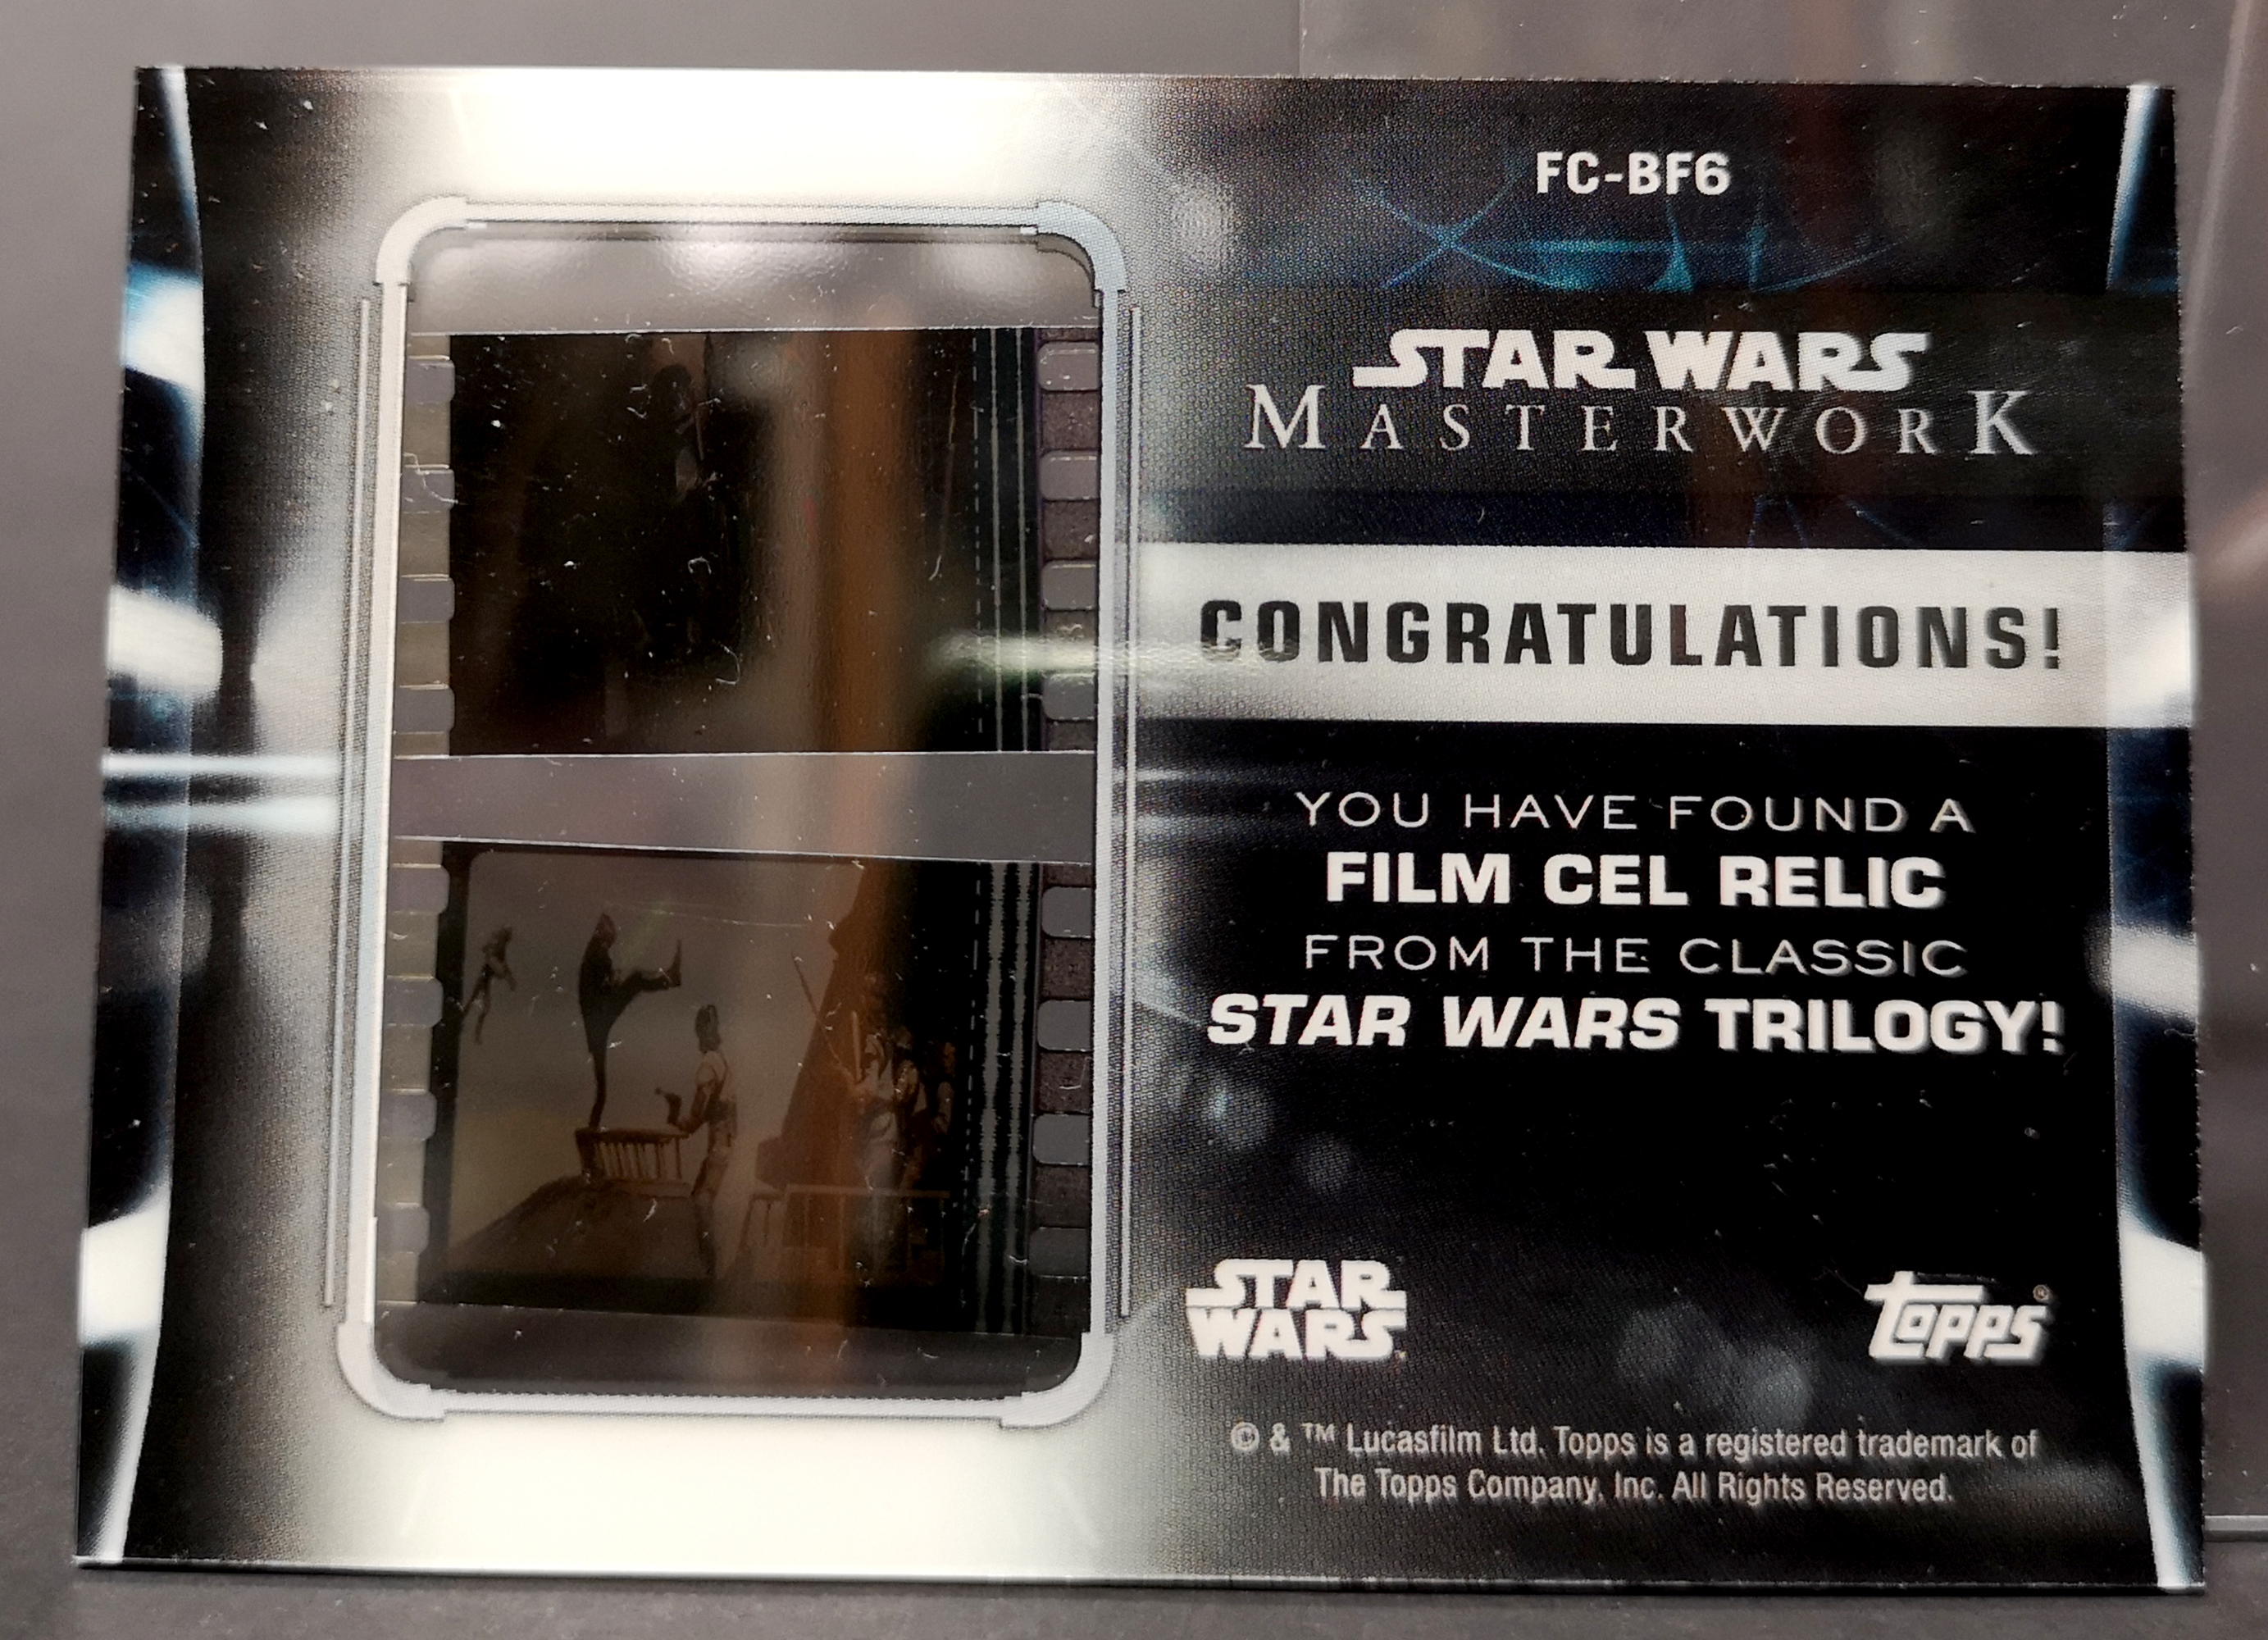 FC-BF6
STAR WARS
MASTERWORK
CONGRATULATIONS!
YOU HAVE FOUND A
FILM CEL RELIC
FROM THE CLASSIC
STAR WARS TRILOGY!
STAR
WARS
topps®
© & ™ Lucasfilm Ltd. Topps is a registered trademark of
The Topps Company, Inc. All Rights Reserved.